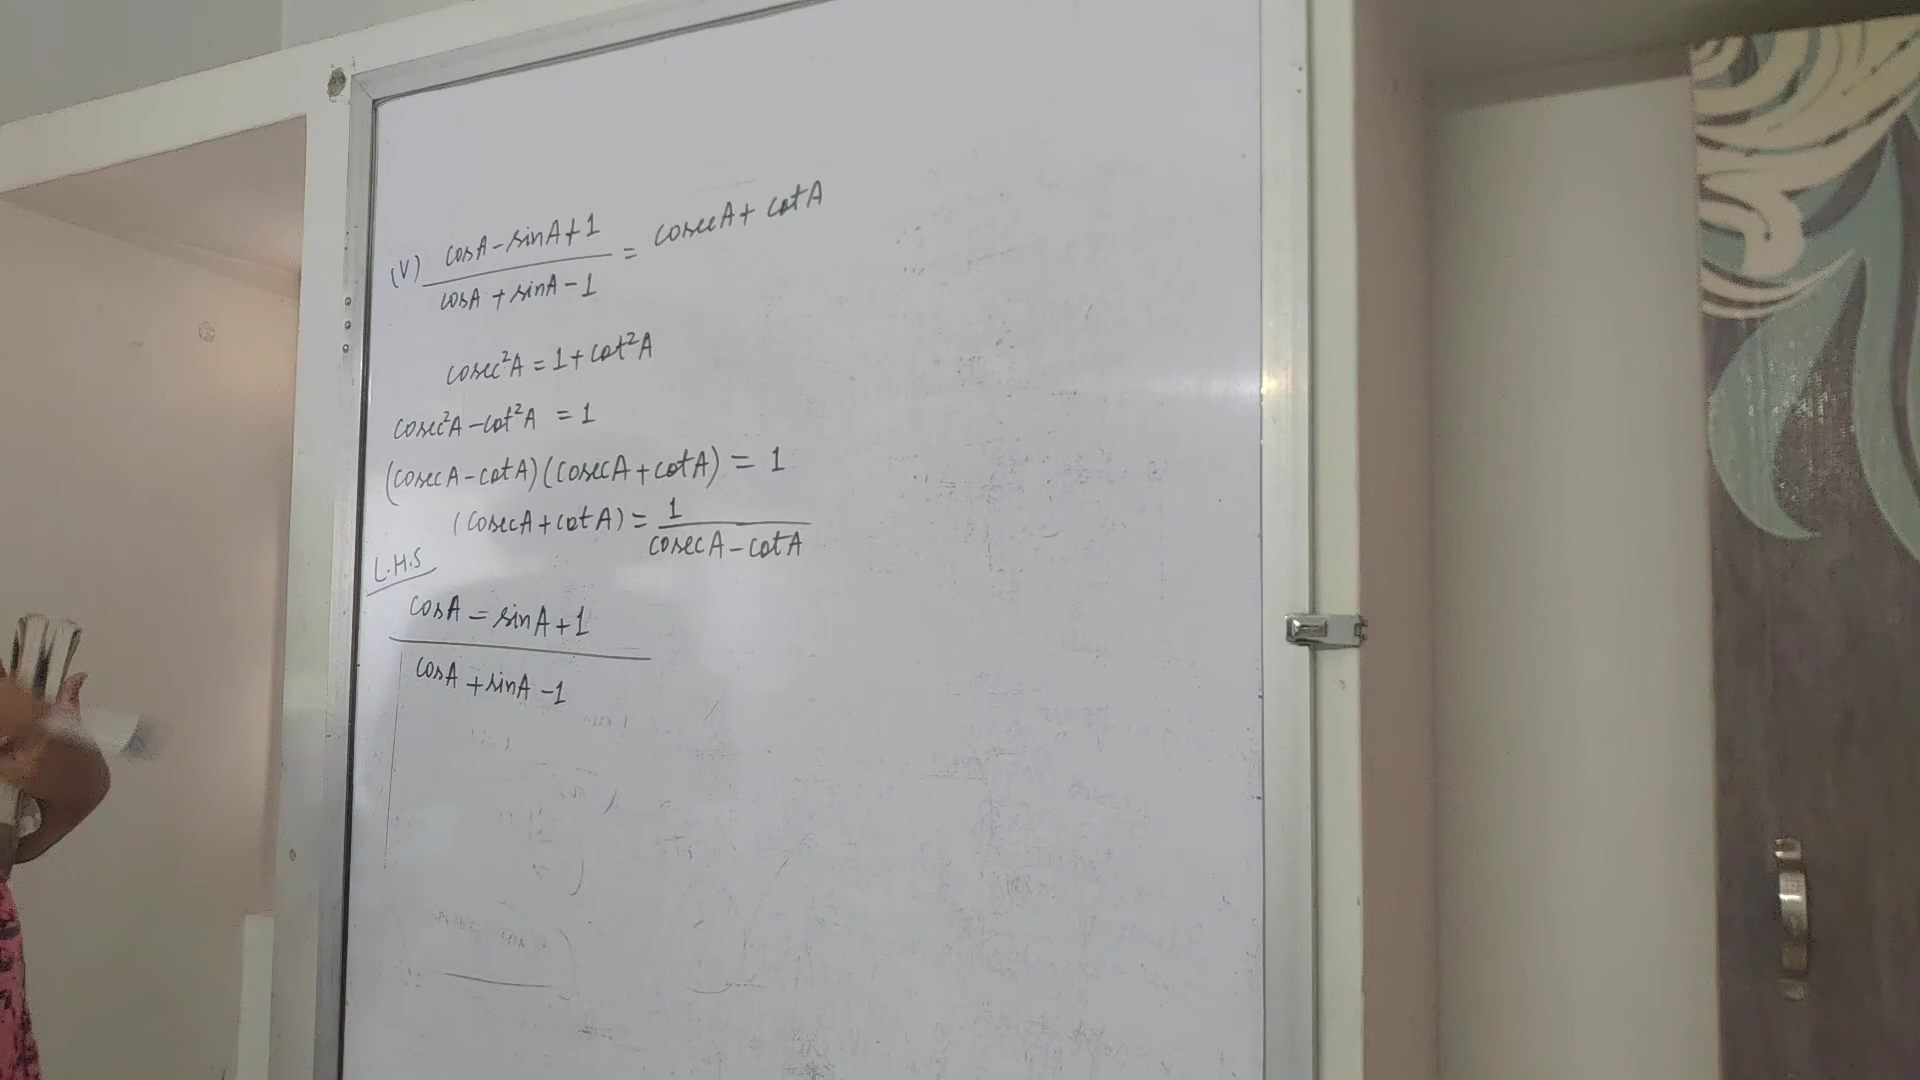 (V) cosA - sinA + 1 / cosA + sinA - 1 = cosecA + cotA
cosec²A = 1 + cot²A
cosec²A - cot²A = 1
(cosecA - cotA)(cosecA + cotA) = 1
(cosecA + cotA) = 1 / cosecA - cotA
L.H.S
cosA = sinA + 1
cosA + sinA - 1